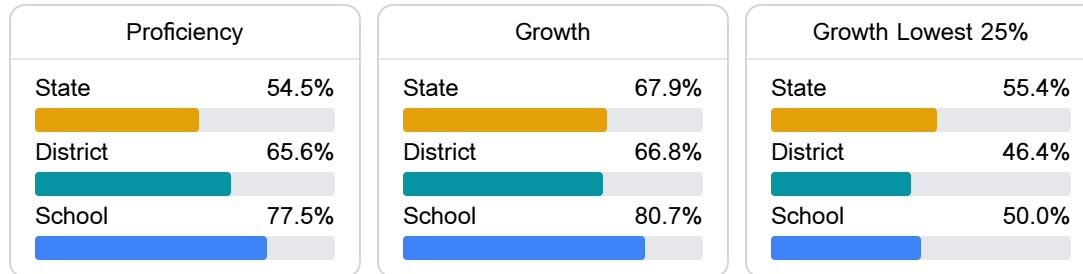 Proficiency
State 54.5%
District 65.6%
School 77.5%
Growth
State 67.9%
District 66.8%
School 80.7%
Growth Lowest 25%
State 55.4%
District 46.4%
School 50.0%